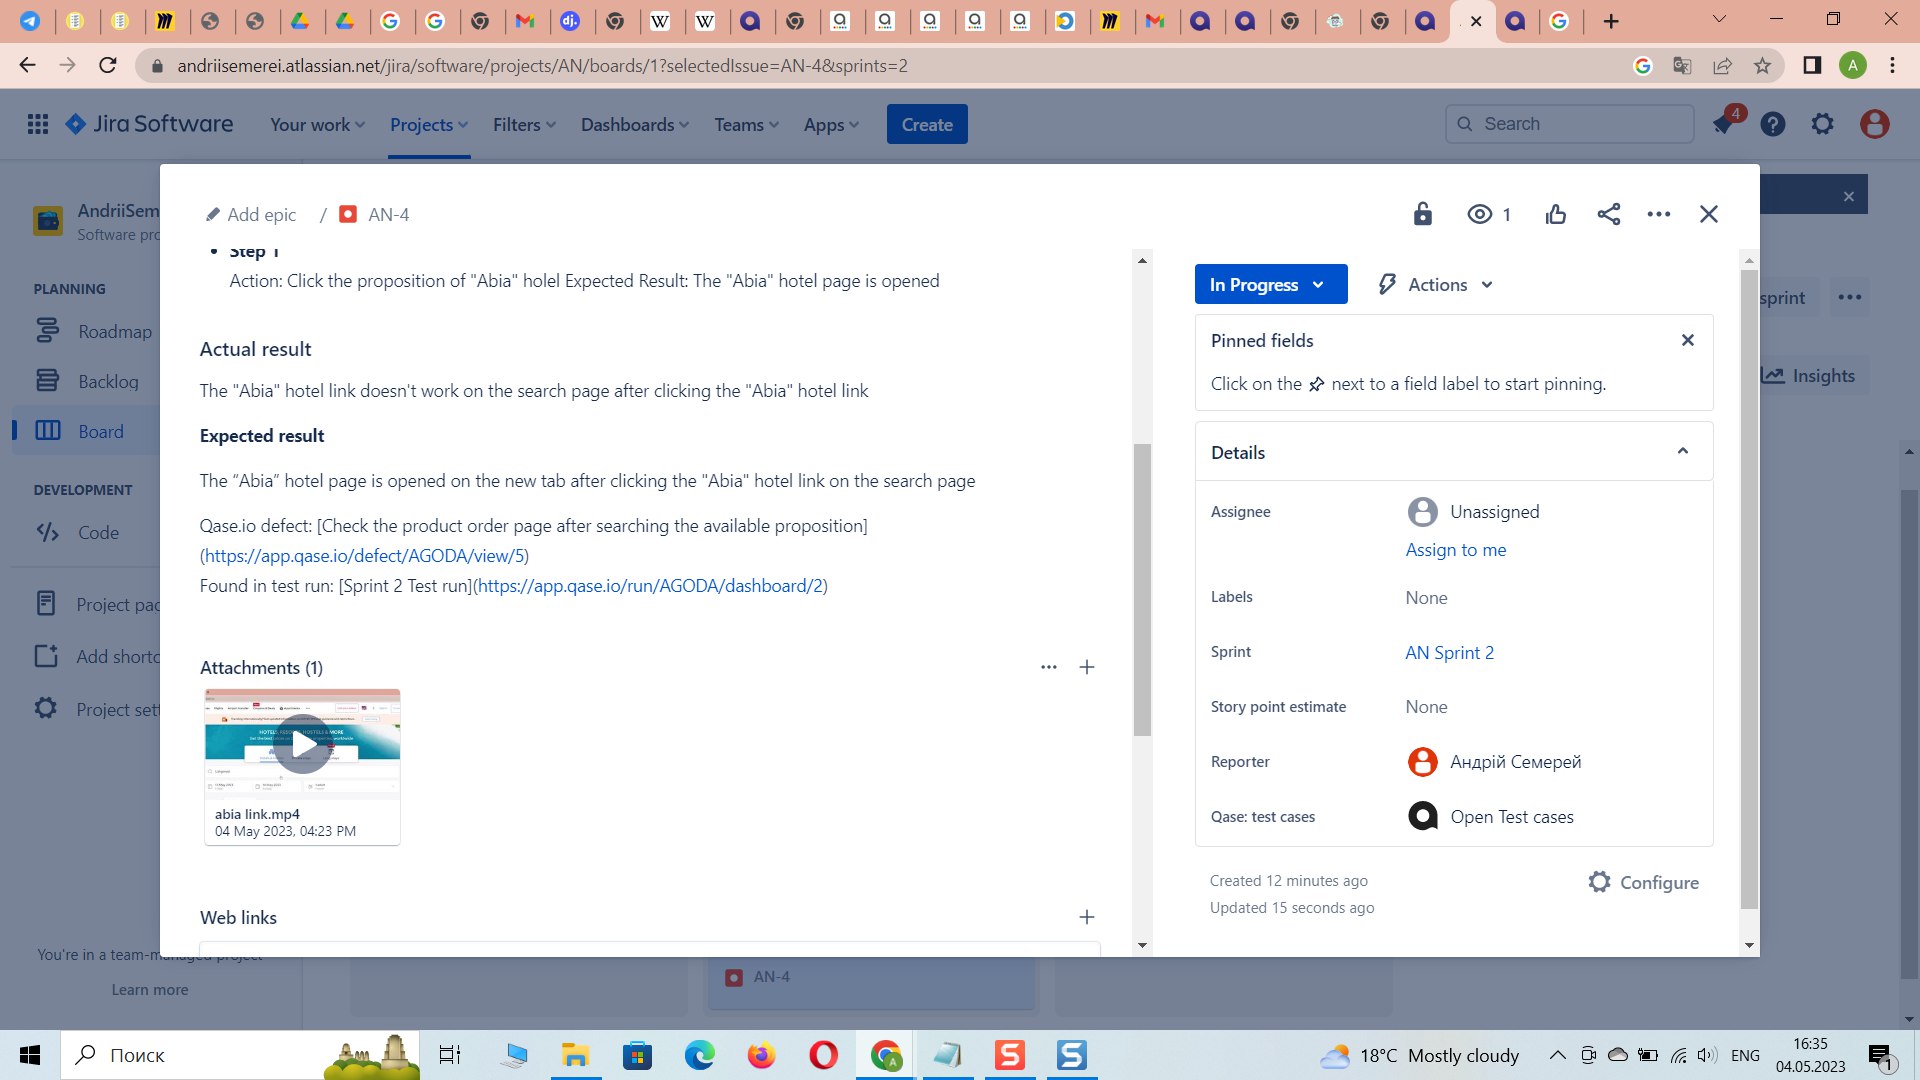 andriisemerei.atlassian.net/jira/software/projects/AN/boards/1?selectedIssue=AN-4&sprints=2
A
Jira Software
Your work
Projects
Filters
Dashboards
Teams
Apps
Create
Search
4
AndriiSem
Software pro
PLANNING
Roadmap
Backlog
Board
DEVELOPMENT
Code
Project pag
Add shortc
Project sett
You're in a team-managed project
Learn more
sprint
Insights
Add epic / AN-4
1
Step 1
Action: Click the proposition of "Abia" holel Expected Result: The "Abia" hotel page is opened
Actual result
The "Abia" hotel link doesn't work on the search page after clicking the "Abia" hotel link
Expected result
The “Abia” hotel page is opened on the new tab after clicking the "Abia" hotel link on the search page
Qase.io defect: [Check the product order page after searching the available proposition]
(https://app.qase.io/defect/AGODA/view/5)
Found in test run: [Sprint 2 Test run](https://app.qase.io/run/AGODA/dashboard/2)
Attachments (1)
HOTELS, RESORTS, HOSTELS & MORE
abia link.mp4
04 May 2023, 04:23 PM
Web links
In Progress
Actions
Pinned fields
Click on the next to a field label to start pinning.
Details
Assignee
Unassigned
Assign to me
Labels
None
Sprint
AN Sprint 2
Story point estimate
None
Reporter
Андрій Семерей
Qase: test cases
Open Test cases
Created 12 minutes ago
Updated 15 seconds ago
Configure
AN-4
Поиск
18°C Mostly cloudy
ENG
16:35
04.05.2023
1